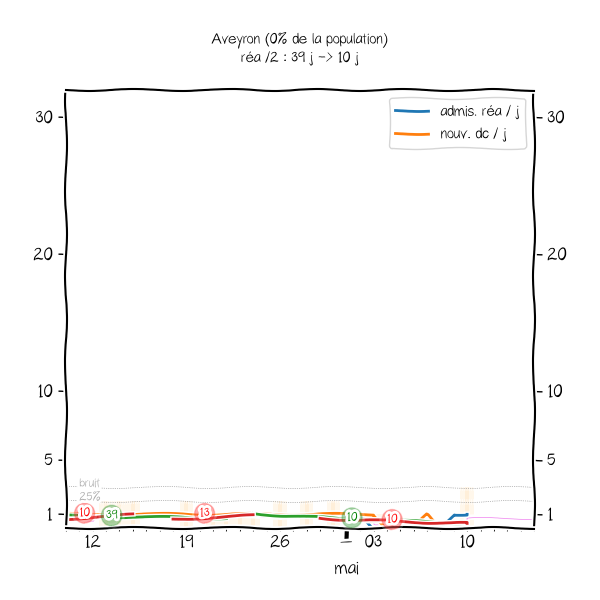 Aveyron (0% de la population)
réa /2 : 39 j -> 10 j
admis. réa / j
nouv. dc / j
30 30
20 20
10 10
5 5
bruit
25%
1 10 39 13 10 10 1
12 19 26 03 10
mai